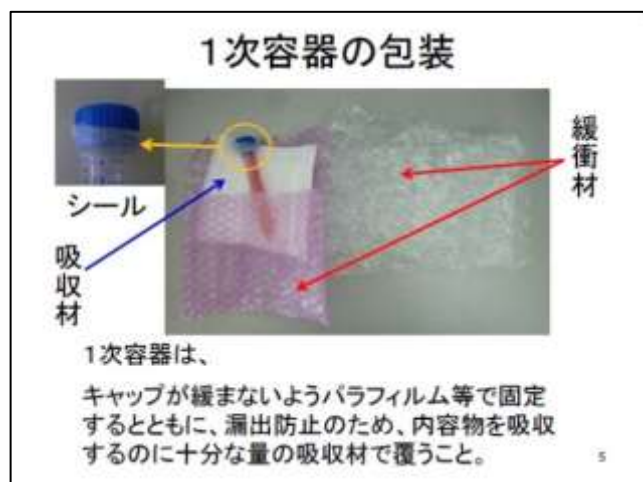 1次容器の包装
シール
吸収材
緩衝材
1次容器は、
キャップが緩まないようパラフィルム等で固定
するとともに、漏出防止のため、内容物を吸収
するのに十分な量の吸収材で覆うこと。
5